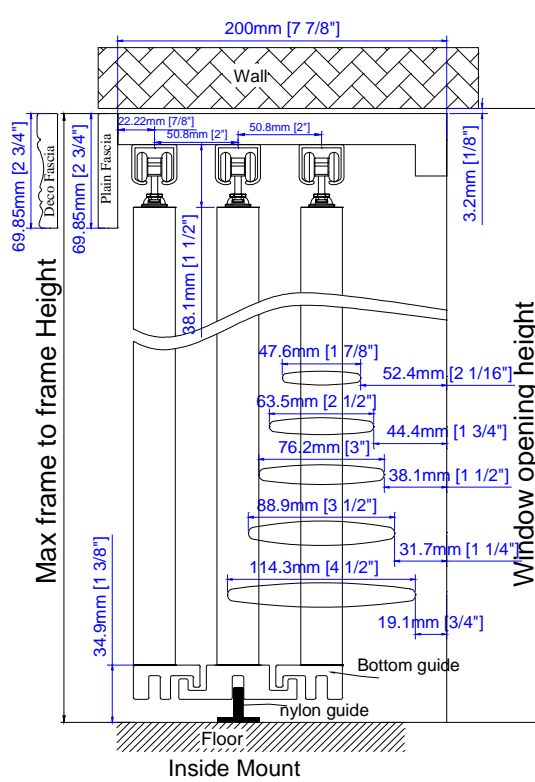 200mm [7 7/8"]
Wall
22.22mm [7/8"]
50.8mm [2"]
50.8mm [2"]
Deco Fascia
69.85mm [2 3/4"]
Plain Fascia
69.85mm [2 3/4"]
3.2mm [1/8"]
38.1mm [1 1/2"]
Max frame to frame Height
Window opening height
47.6mm [1 7/8"]
52.4mm [2 1/16"]
63.5mm [2 1/2"]
44.4mm [1 3/4"]
76.2mm [3"]
38.1mm [1 1/2"]
88.9mm [3 1/2"]
31.7mm [1 1/4"]
114.3mm [4 1/2"]
19.1mm [3/4"]
34.9mm [1 3/8"]
Bottom guide
nylon guide
Floor
Inside Mount